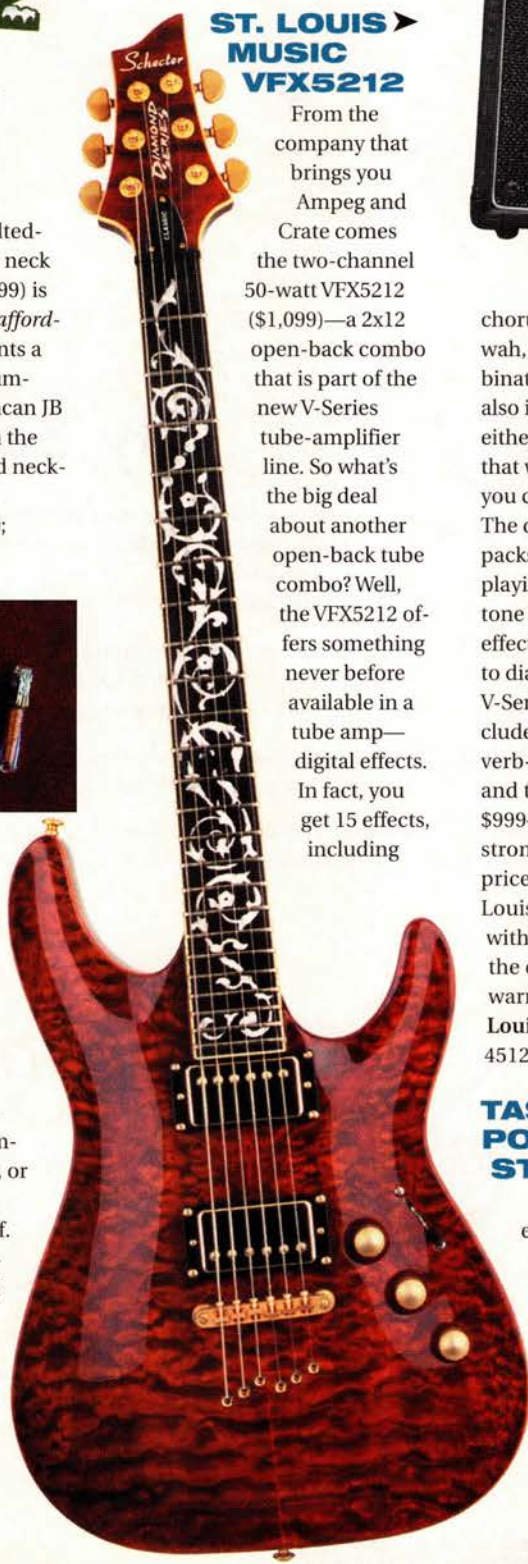 lted-
neck
99) is
afford-
nts a
um-
can JB
the
d neck-
;
m-
, or
f.
Schecter
DIAMOND
SERIES
CLASSIC
ST. LOUIS
MUSIC
VFX5212
From the
company that
brings you
Ampeg and
Crate comes
the two-channel
50-watt VFX5212
($1,099)—a 2x12
open-back combo
that is part of the
new V-Series
tube-amplifier
line. So what's
the big deal
about another
open-back tube
combo? Well,
the VFX5212 of-
fers something
never before
available in a
tube amp—
digital effects.
In fact, you
get 15 effects,
including
choru
wah,
binat
also i
either
that w
you c
The c
packs
playi
tone
effec
to dia
V-Ser
clude
verb-
and t
$999
stron
price
Louis
with
the
warr
Loui
4512
TAS
PO
ST
e